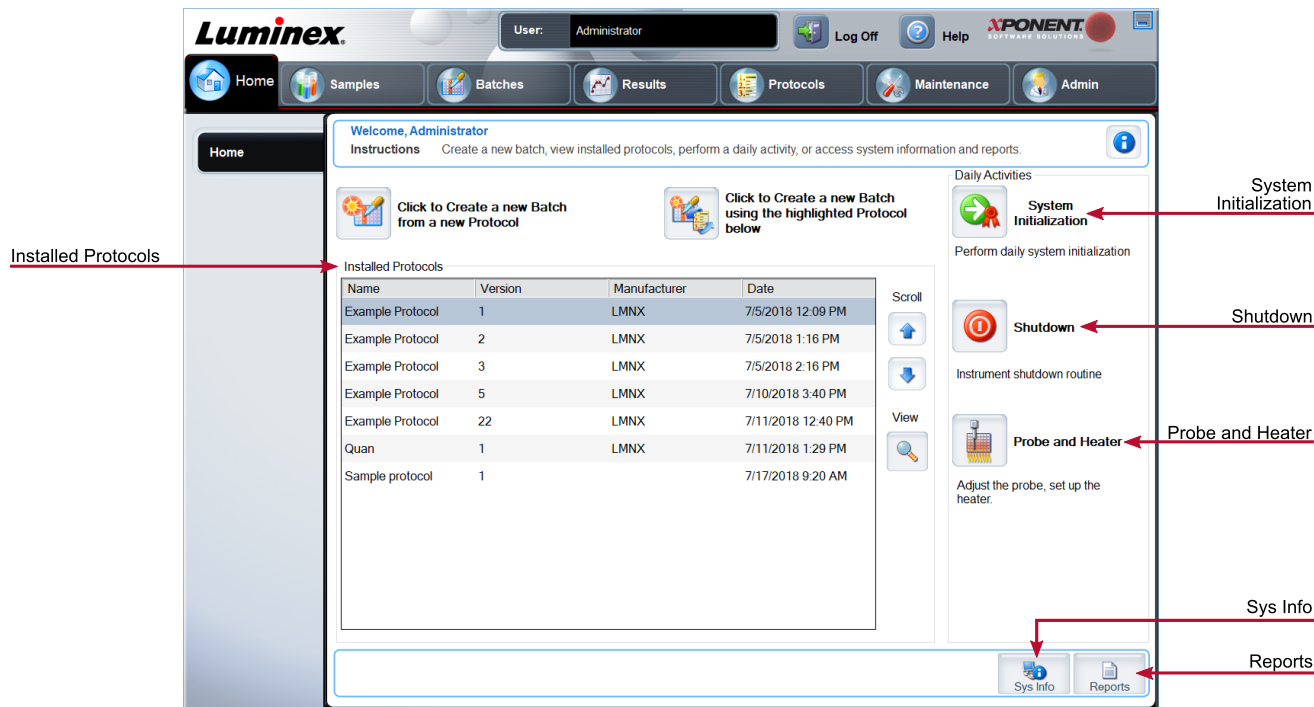 Luminex
User:
Administrator
Log Off
Help
XPONENT.
SOFTWARE SOLUTIONS
Home
Samples
Batches
Results
Protocols
Maintenance
Admin
Home
Welcome, Administrator
Instructions Create a new batch, view installed protocols, perform a daily activity, or access system information and reports.
Click to Create a new Batch
from a new Protocol
Click to Create a new Batch
using the highlighted Protocol
below
Installed Protocols
Installed Protocols
Name Version Manufacturer Date
Example Protocol 1 LMNX 7/5/2018 12:09 PM
Example Protocol 2 LMNX 7/5/2018 1:16 PM
Example Protocol 3 LMNX 7/5/2018 2:16 PM
Example Protocol 5 LMNX 7/10/2018 3:40 PM
Example Protocol 22 LMNX 7/11/2018 12:40 PM
Quan 1 LMNX 7/11/2018 1:29 PM
Sample protocol 1 7/17/2018 9:20 AM
Scroll
View
Daily Activities
System
Initialization
Perform daily system initialization
Shutdown
Instrument shutdown routine
Probe and Heater
Adjust the probe, set up the
heater.
Sys Info
Reports
System
Initialization
Shutdown
Probe and Heater
Sys Info
Reports